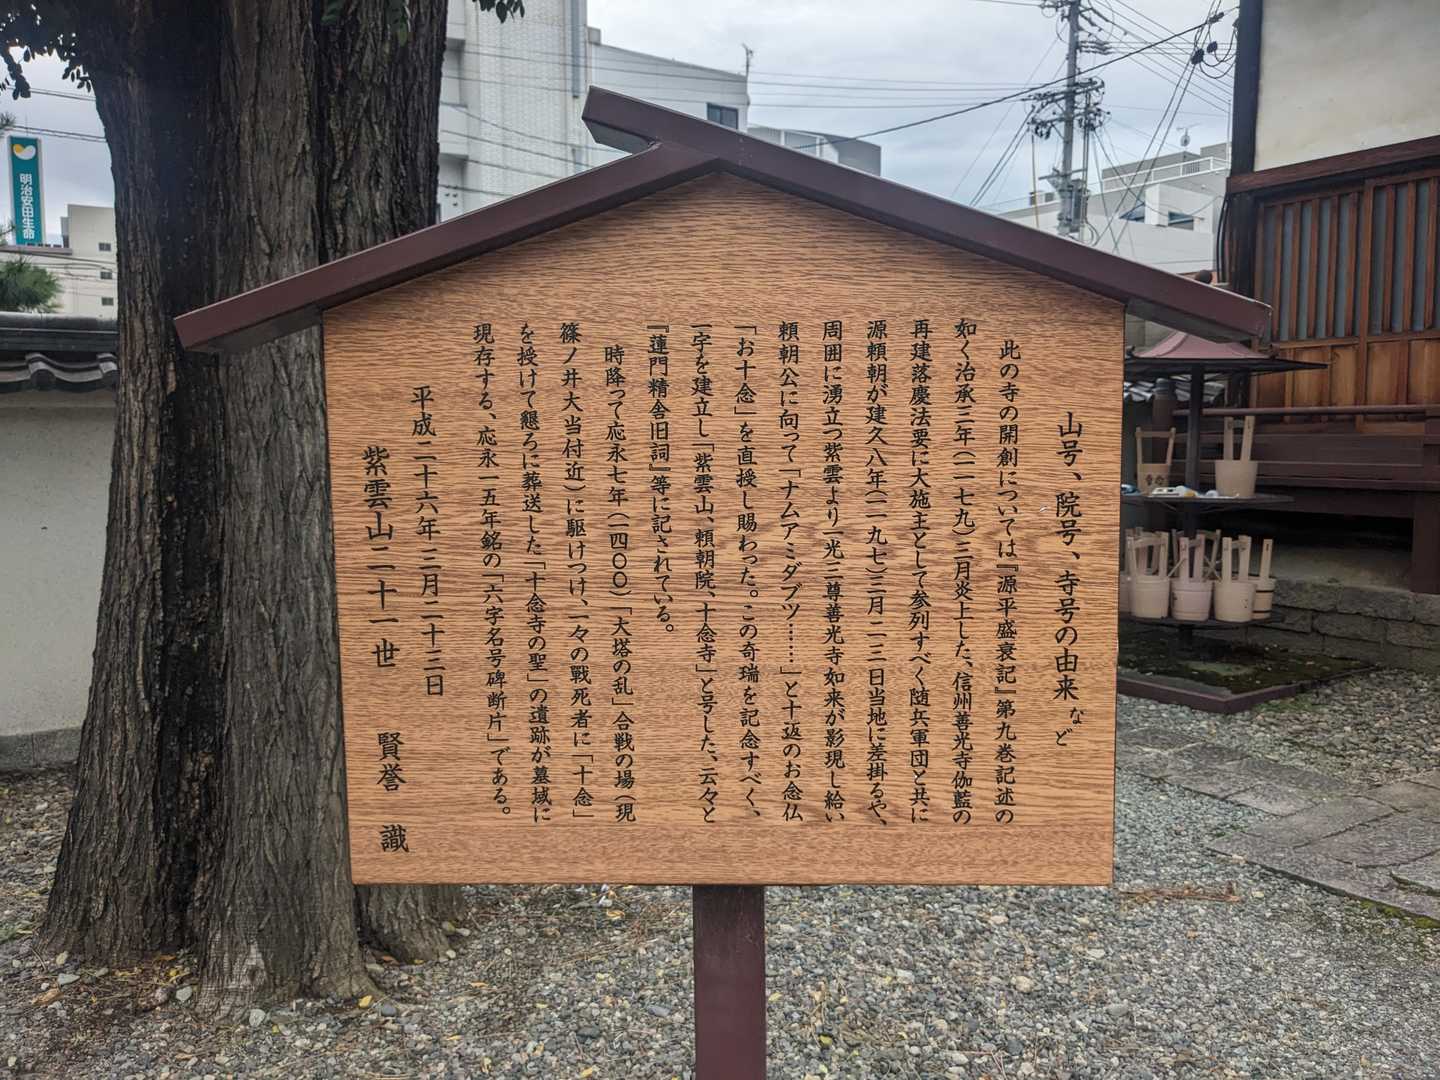 山号、院号、寺号の由来など
此の寺の開創については『源平盛衰記』第九巻記述の
如く治承三年（一一七九）三月炎上した、信州善光寺伽藍の
再建落慶法要に大施主として参列すべく随兵軍団と共に
源頼朝が建久八年（一一九七）三月二三日当地に差掛るや、
周囲に湧立つ紫雲より一光三尊善光寺如来が影現し給い
頼朝公に向って「ナムアミダブツ……」と十返のお念仏
「お十念」を直授し賜わった。この奇瑞を記念すべく、
一宇を建立し「紫雲山、頼朝院、十念寺」と号した、云々と
『蓮門精舎旧詞』等に記されている。
時降って応永七年（一四〇〇）「大塔の乱」合戦の場（現
篠ノ井大当付近）に駆けつけ、一々の戦死者に「十念」
を授けて懇ろに葬送した「十念寺の聖」の遺跡が墓域に
現存する、応永一五年銘の「六字名号碑断片」である。
平成二十六年三月二十三日
紫雲山二十一世　賢誉　識
明治安田生命